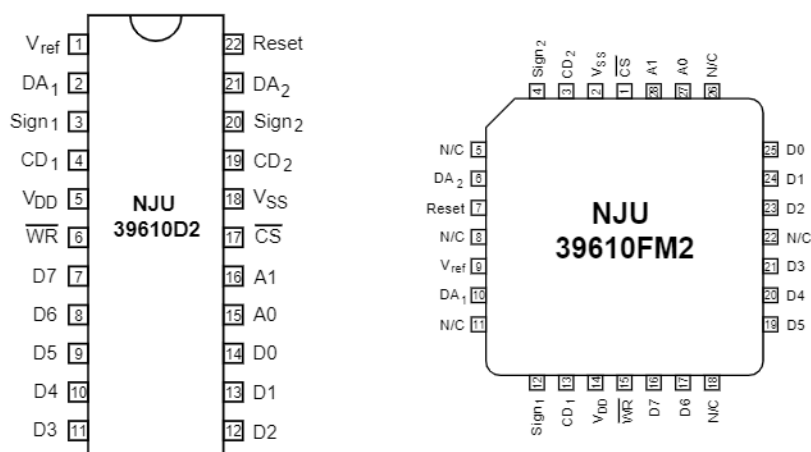 Vref 1 22 Reset
DA1 2 21 DA2
Sign1 3 20 Sign2
CD1 4 19 CD2
VDD 5 18 VSS
NJU
39610D2
WR 6 17 CS
D7 7 16 A1
D6 8 15 A0
D5 9 14 D0
D4 10 13 D1
D3 11 12 D2
Sign2 CD2 VSS CS A1 A0 N/C
4 3 2 1 28 27 26
N/C 5 25 D0
DA2 6 24 D1
Reset 7 23 D2
N/C 8 22 N/C
Vref 9 21 D3
DA1 10 20 D4
N/C 11 19 D5
NJU
39610FM2
12 13 14 15 16 17 18
Sign1 CD1 VDD WR D7 D6 N/C